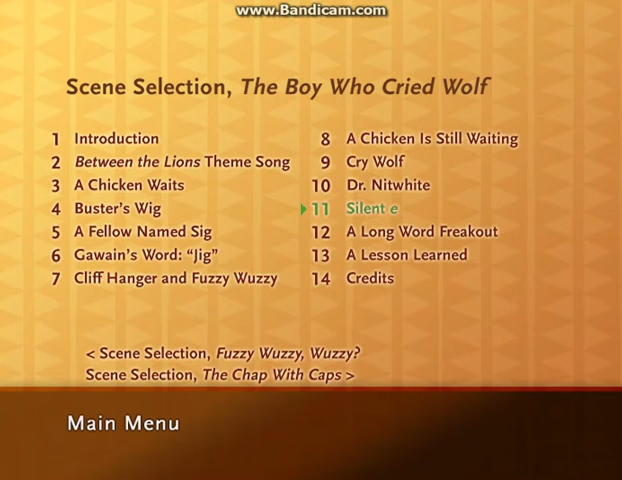 www.Bandicam.com
Scene Selection, The Boy Who Cried Wolf
1 Introduction
2 Between the Lions Theme Song
3 A Chicken Waits
4 Buster's Wig
5 A Fellow Named Sig
6 Gawain's Word: “Jig”
7 Cliff Hanger and Fuzzy Wuzzy
8 A Chicken Is Still Waiting
9 Cry Wolf
10 Dr. Nitwhite
11 Silent e
12 A Long Word Freakout
13 A Lesson Learned
14 Credits
< Scene Selection, Fuzzy Wuzzy, Wuzzy?
Scene Selection, The Chap With Caps >
Main Menu